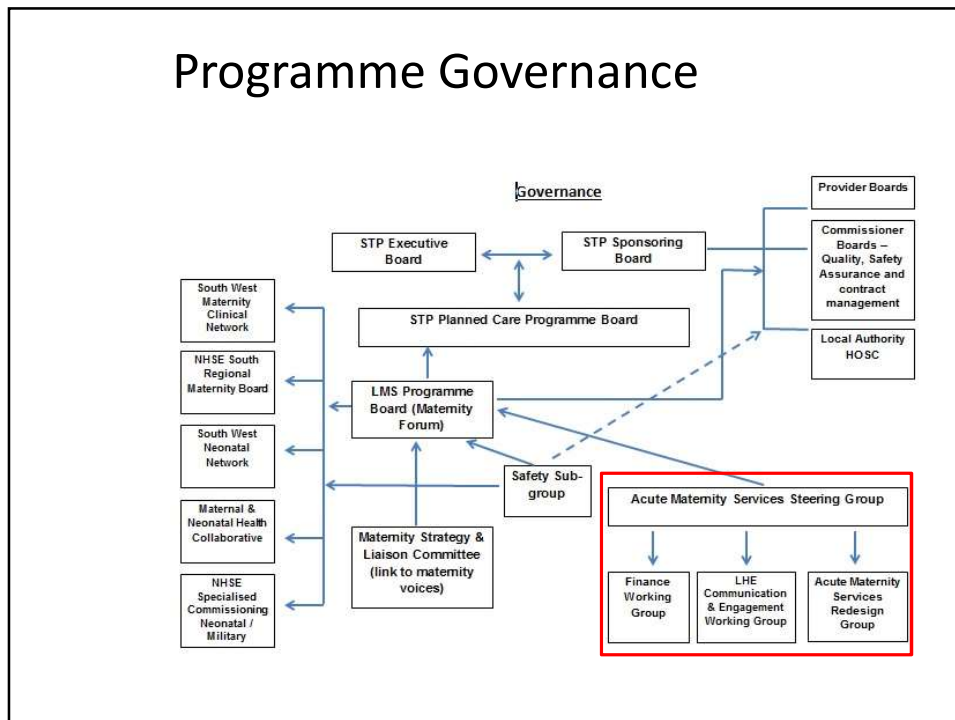 Programme Governance
Governance
Provider Boards
STP Executive
Board
STP Sponsoring
Board
Commissioner
Boards –
Quality, Safety
Assurance and
contract
management
South West
Maternity
Clinical
Network
STP Planned Care Programme Board
Local Authority
HOSC
NHSE South
Regional
Maternity Board
LMS Programme
Board (Maternity
Forum)
South West
Neonatal
Network
Safety Sub-
group
Acute Maternity Services Steering Group
Maternal &
Neonatal Health
Collaborative
Maternity Strategy &
Liaison Committee
(link to maternity
voices)
Finance
Working
Group
LHE
Communication
& Engagement
Working Group
Acute Maternity
Services
Redesign
Group
NHSE
Specialised
Commissioning
Neonatal /
Military